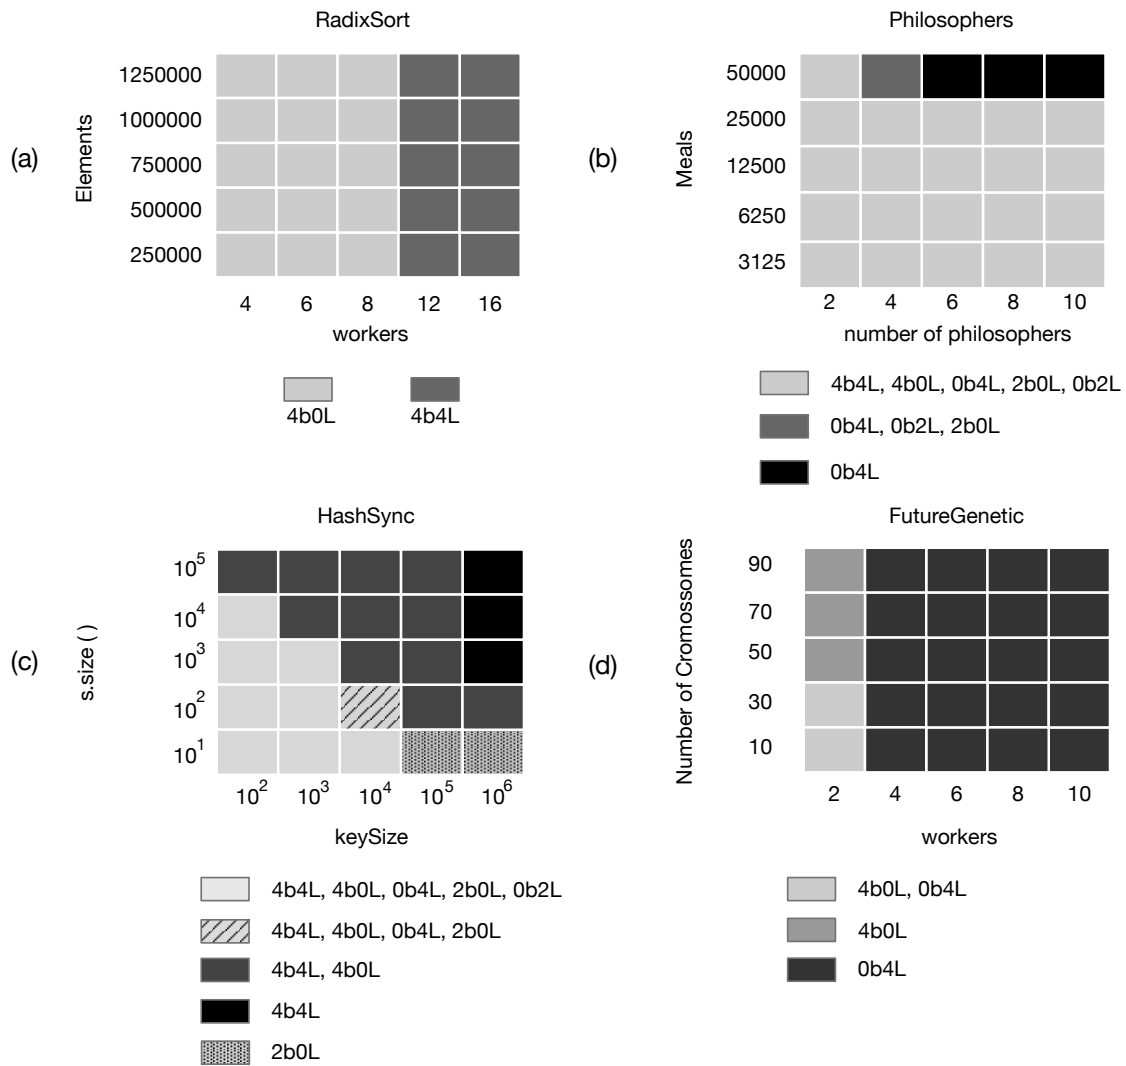 RadixSort
(a)
Elements
1250000
1000000
750000
500000
250000
4 6 8 12 16
workers
4b0L 4b4L
Philosophers
(b)
Meals
50000
25000
12500
6250
3125
2 4 6 8 10
number of philosophers
4b4L, 4b0L, 0b4L, 2b0L, 0b2L
0b4L, 0b2L, 2b0L
0b4L
HashSync
(c)
s.size ( )
10^5
10^4
10^3
10^2
10^1
10^2 10^3 10^4 10^5 10^6
keySize
4b4L, 4b0L, 0b4L, 2b0L, 0b2L
4b4L, 4b0L, 0b4L, 2b0L
4b4L, 4b0L
4b4L
2b0L
FutureGenetic
(d)
Number of Cromossomes
90
70
50
30
10
2 4 6 8 10
workers
4b0L, 0b4L
4b0L
0b4L